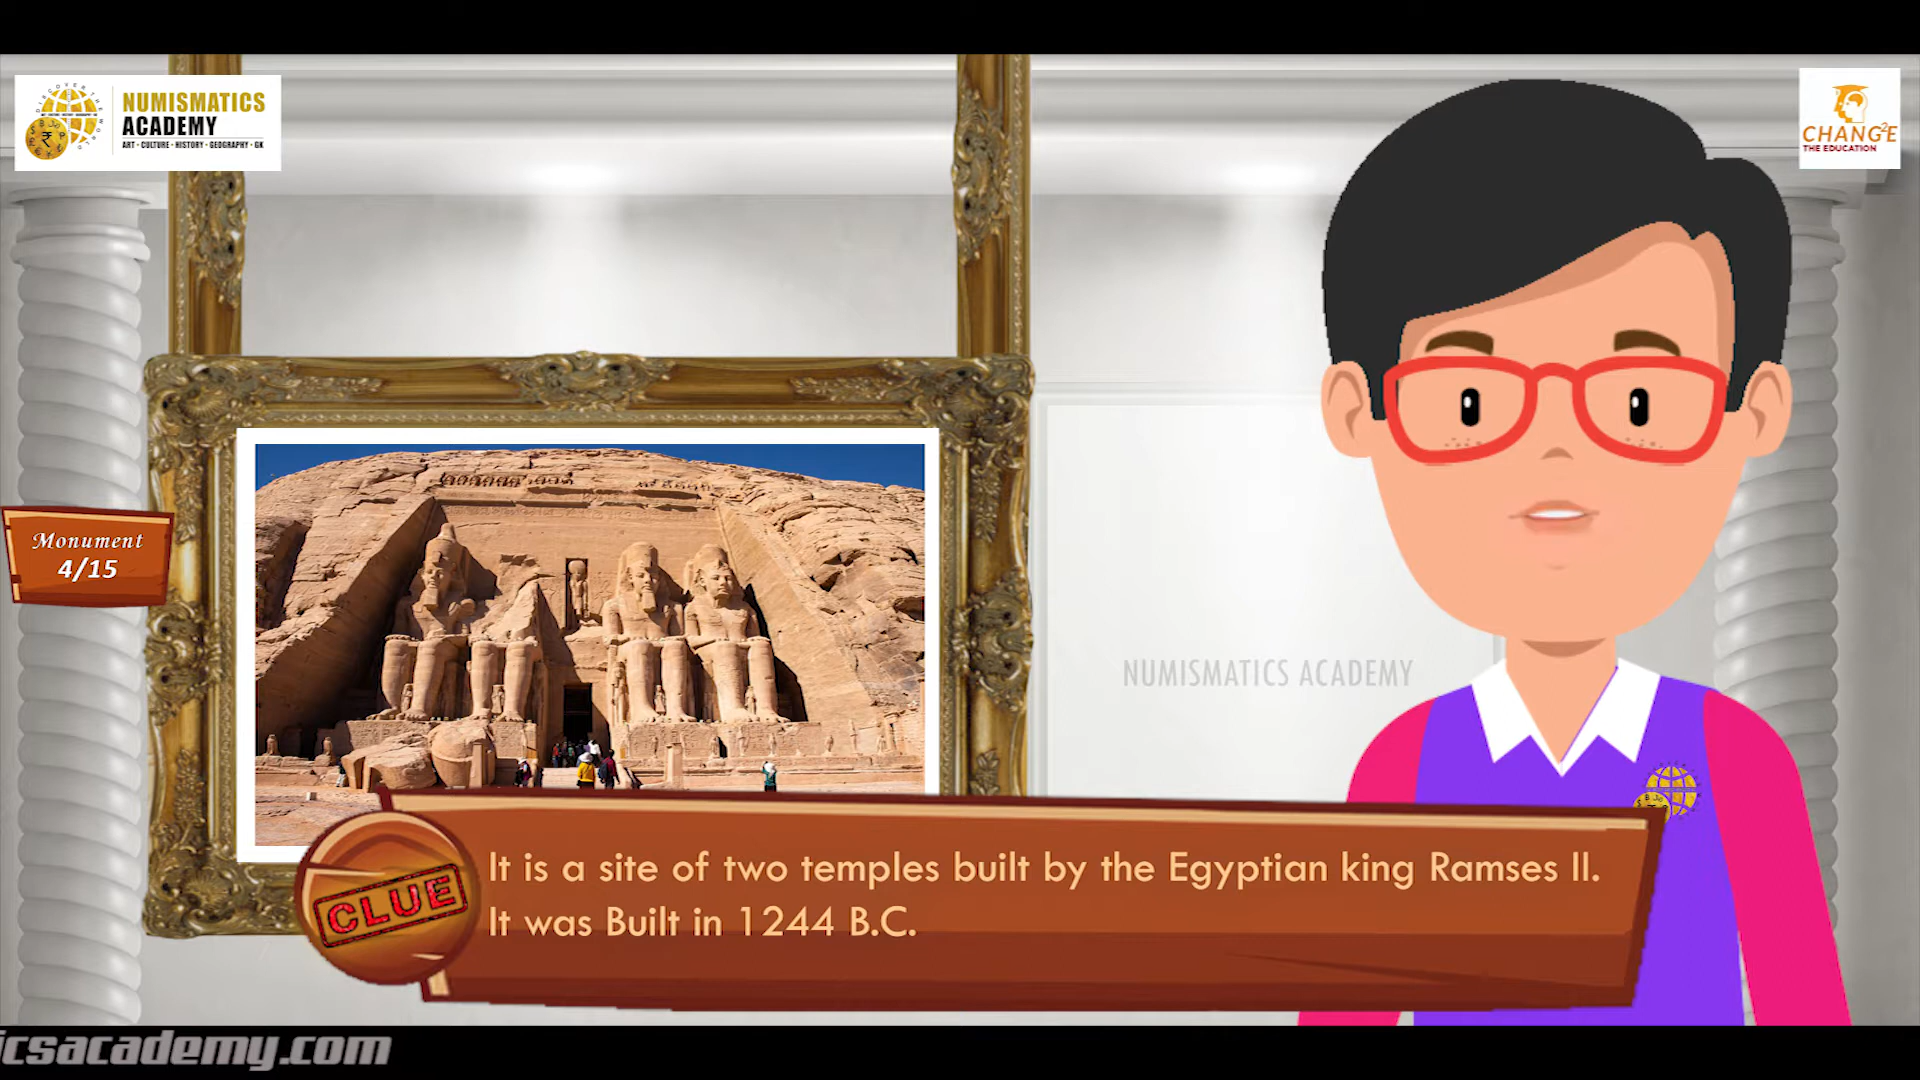 NUMISMATICS
ACADEMY
ART • CULTURE • HISTORY • GEOGRAPHY • GK
CHANG2E
THE EDUCATION
Monument
4/15
NUMISMATICS ACADEMY
CLUE
It is a site of two temples built by the Egyptian king Ramses II.
It was Built in 1244 B.C.
icsacademy.com